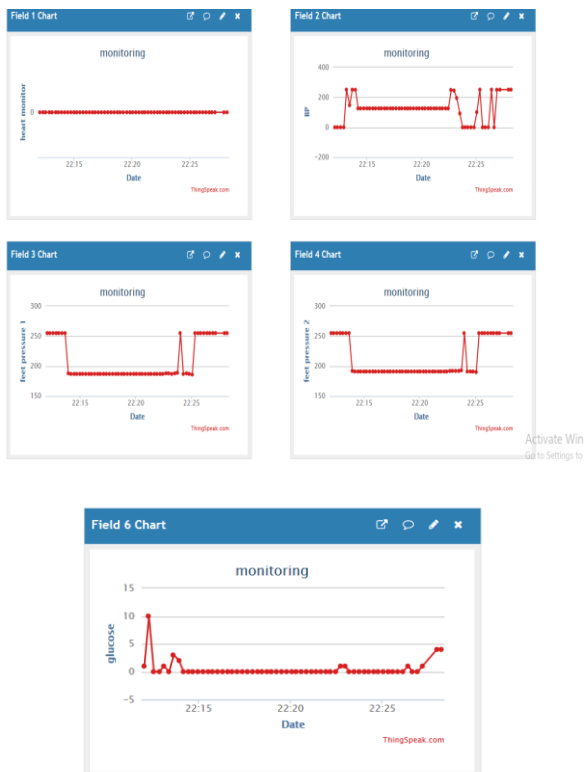 Field 1 Chart
monitoring
heart monitor
0
22:15 22:20 22:25
Date
ThingSpeak.com
Field 2 Chart
monitoring
BP
400
200
0
-200
22:15 22:20 22:25
Date
ThingSpeak.com
Field 3 Chart
monitoring
feet pressure 1
300
250
200
150
22:15 22:20 22:25
Date
ThingSpeak.com
Field 4 Chart
monitoring
feet pressure 2
300
250
200
150
22:15 22:20 22:25
Date
ThingSpeak.com
Activate Win
Go to Settings to
Field 6 Chart
monitoring
glucose
15
10
5
0
-5
22:15 22:20 22:25
Date
ThingSpeak.com